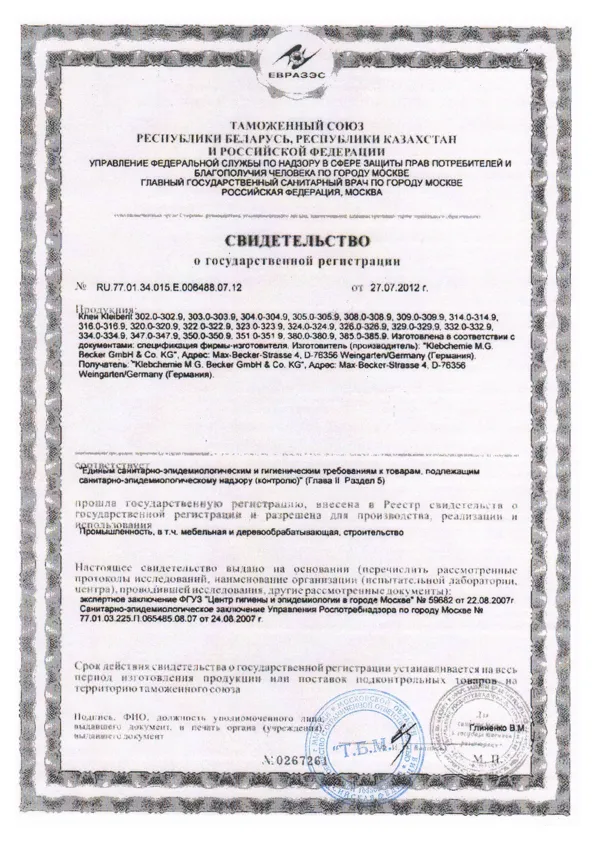 ЕВРАЗЭС
ТАМОЖЕННЫЙ СОЮЗ
РЕСПУБЛИКИ БЕЛАРУСЬ, РЕСПУБЛИКИ КАЗАХСТАН
И РОССИЙСКОЙ ФЕДЕРАЦИИ
УПРАВЛЕНИЕ ФЕДЕРАЛЬНОЙ СЛУЖБЫ ПО НАДЗОРУ В СФЕРЕ ЗАЩИТЫ ПРАВ ПОТРЕБИТЕЛЕЙ И
БЛАГОПОЛУЧИЯ ЧЕЛОВЕКА ПО ГОРОДУ МОСКВЕ
ГЛАВНЫЙ ГОСУДАРСТВЕННЫЙ САНИТАРНЫЙ ВРАЧ ПО ГОРОДУ МОСКВЕ
РОССИЙСКАЯ ФЕДЕРАЦИЯ, МОСКВА
СВИДЕТЕЛЬСТВО
о государственной регистрации
№ RU.77.01.34.015.Е.006488.07.12 от 27.07.2012 г.
Продукция:
Клеи Kleiberit 302.0-302.9, 303.0-303.9, 304.0-304.9, 305.0-305.9, 308.0-308.9, 309.0-309.9, 314.0-314.9,
316.0-316.9, 320.0-320.9, 322.0-322.9, 323.0-323.9, 324.0-324.9, 326.0-326.9, 329.0-329.9, 332.0-332.9,
334.0-334.9, 347.0-347.9, 350.0-350.9, 351.0-351.9, 380.0-380.9, 385.0-385.9. Изготовлена в соответствии с
документами: спецификация фирмы-изготовителя. Изготовитель (производитель): "Klebchemie M.G.
Becker GmbH & Co. KG", Адрес: Max-Becker-Strasse 4, D-76356 Weingarten/Germany (Германия).
Получатель: "Klebchemie M G. Becker GmbH & Co. KG", Адрес: Max-Becker-Strasse 4, D-76356
Weingarten/Germany (Германия).
соответствует
"Единым санитарно-эпидемиологическим и гигиеническим требованиям к товарам, подлежащим
санитарно-эпидемиологическому надзору (контролю)" (Глава II Раздел 5)
прошла государственную регистрацию, внесена в Реестр свидетельств о
государственной регистрации и разрешена для производства, реализации и
использования
Промышленность, в т.ч. мебельная и деревообрабатывающая, строительство
Настоящее свидетельство выдано на основании (перечислить рассмотренные
протоколы исследований, наименование организации (испытательной лаборатории,
центра), проводившей исследования, другие рассмотренные документы):
экспертное заключение ФГУЗ "Центр гигиены и эпидемиологии в городе Москве" № 59682 от 22.08.2007г
Санитарно-эпидемиологическое заключение Управления Роспотребнадзора по городу Москве №
77.01.03.225.П.065485.08.07 от 24.08.2007 г.
Срок действия свидетельства о государственной регистрации устанавливается на весь
период изготовления продукции или поставок подконтрольных товаров на
территорию таможенного союза
Подпись, ФИО, должность уполномоченного лица,
выдавшего документ, и печать органа (учреждения),
выдавшего документ
Глиненко В.М.
"Т.Б.М
№0267261
М. П.